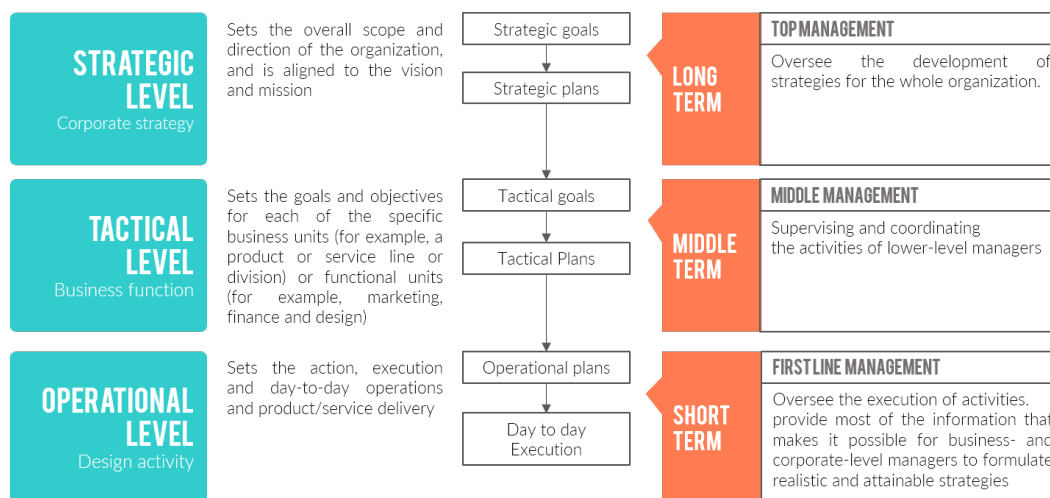 STRATEGIC
LEVEL
Corporate strategy
Sets the overall scope and
direction of the organization,
and is aligned to the vision
and mission
Strategic goals
Strategic plans
LONG
TERM
TOP MANAGEMENT
Oversee the development of
strategies for the whole organization.
TACTICAL
LEVEL
Business function
Sets the goals and objectives
for each of the specific
business units (for example, a
product or service line or
division) or functional units
(for example, marketing,
finance and design)
Tactical goals
Tactical Plans
MIDDLE
TERM
MIDDLE MANAGEMENT
Supervising and coordinating
the activities of lower-level managers
OPERATIONAL
LEVEL
Design activity
Sets the action, execution
and day-to-day operations
and product/service delivery
Operational plans
Day to day
Execution
SHORT
TERM
FIRST LINE MANAGEMENT
Oversee the execution of activities.
provide most of the information that
makes it possible for business- and
corporate-level managers to formulate
realistic and attainable strategies